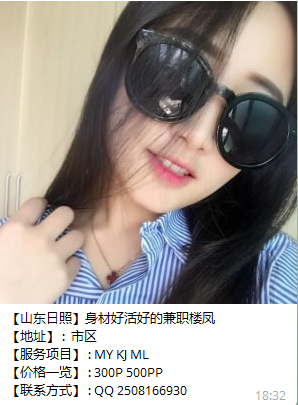 【山东日照】身材好活好的兼职楼凤
【地址】: 市区
【服务项目】: MY KJ ML
【价格一览】: 300P 500PP
【联系方式】: QQ 2508166930
18:32